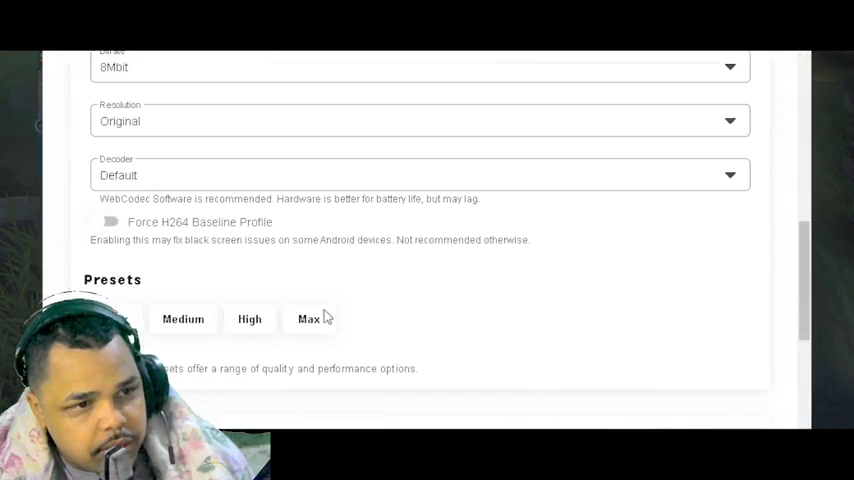 8Mbit
Resolution
Original
Decoder
Default
WebCodec Software is recommended. Hardware is better for battery life, but may lag.
Force H264 Baseline Profile
Enabling this may fix black screen issues on some Android devices. Not recommended otherwise.
Presets
Medium High Max
offer a range of quality and performance options.